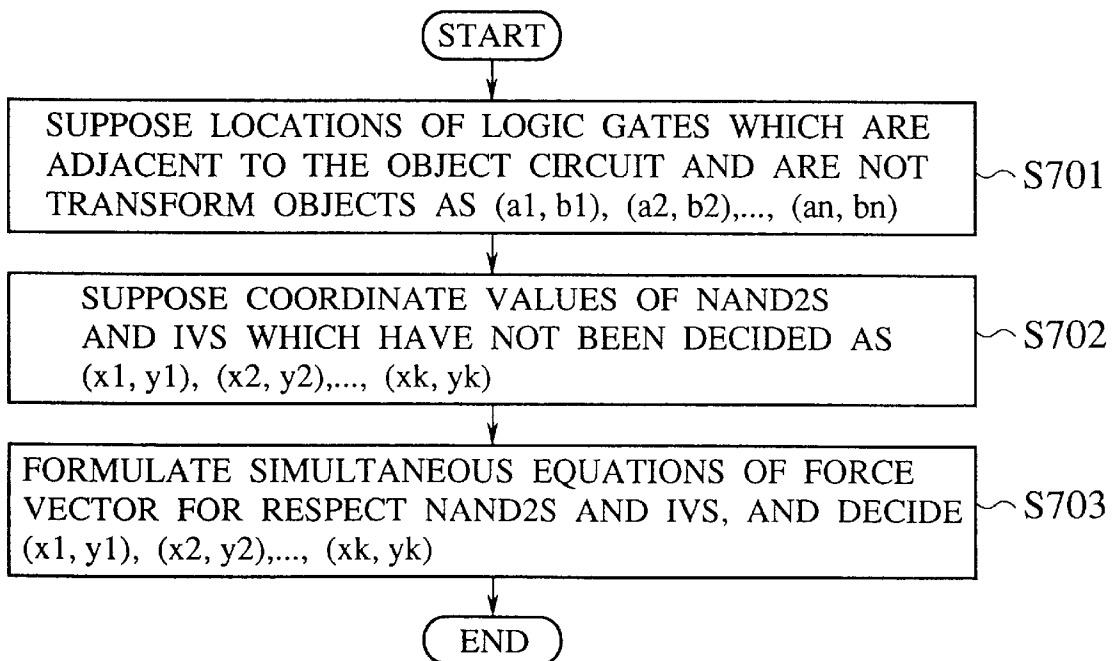 START
SUPPOSE LOCATIONS OF LOGIC GATES WHICH ARE
ADJACENT TO THE OBJECT CIRCUIT AND ARE NOT
TRANSFORM OBJECTS AS (a1, b1), (a2, b2),..., (an, bn)
S701
SUPPOSE COORDINATE VALUES OF NAND2S
AND IVS WHICH HAVE NOT BEEN DECIDED AS
(x1, y1), (x2, y2),..., (xk, yk)
S702
FORMULATE SIMULTANEOUS EQUATIONS OF FORCE
VECTOR FOR RESPECT NAND2S AND IVS, AND DECIDE
(x1, y1), (x2, y2),..., (xk, yk)
S703
END